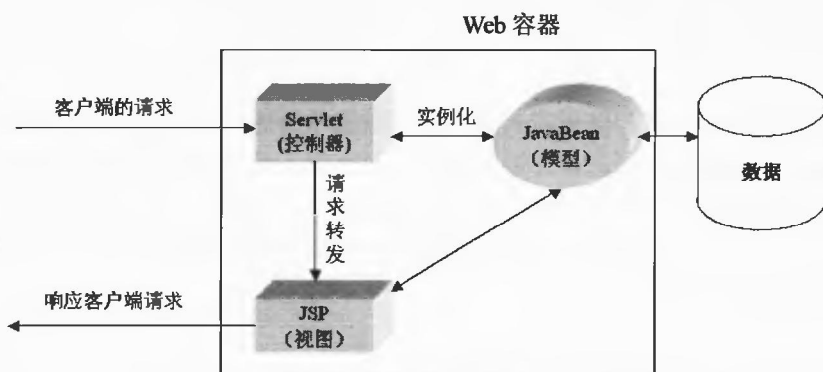 Web 容器
客户端的请求
Servlet
(控制器)
实例化
JavaBean
（模型）
数据
请
求
转
发
响应客户端请求
JSP
（视图）